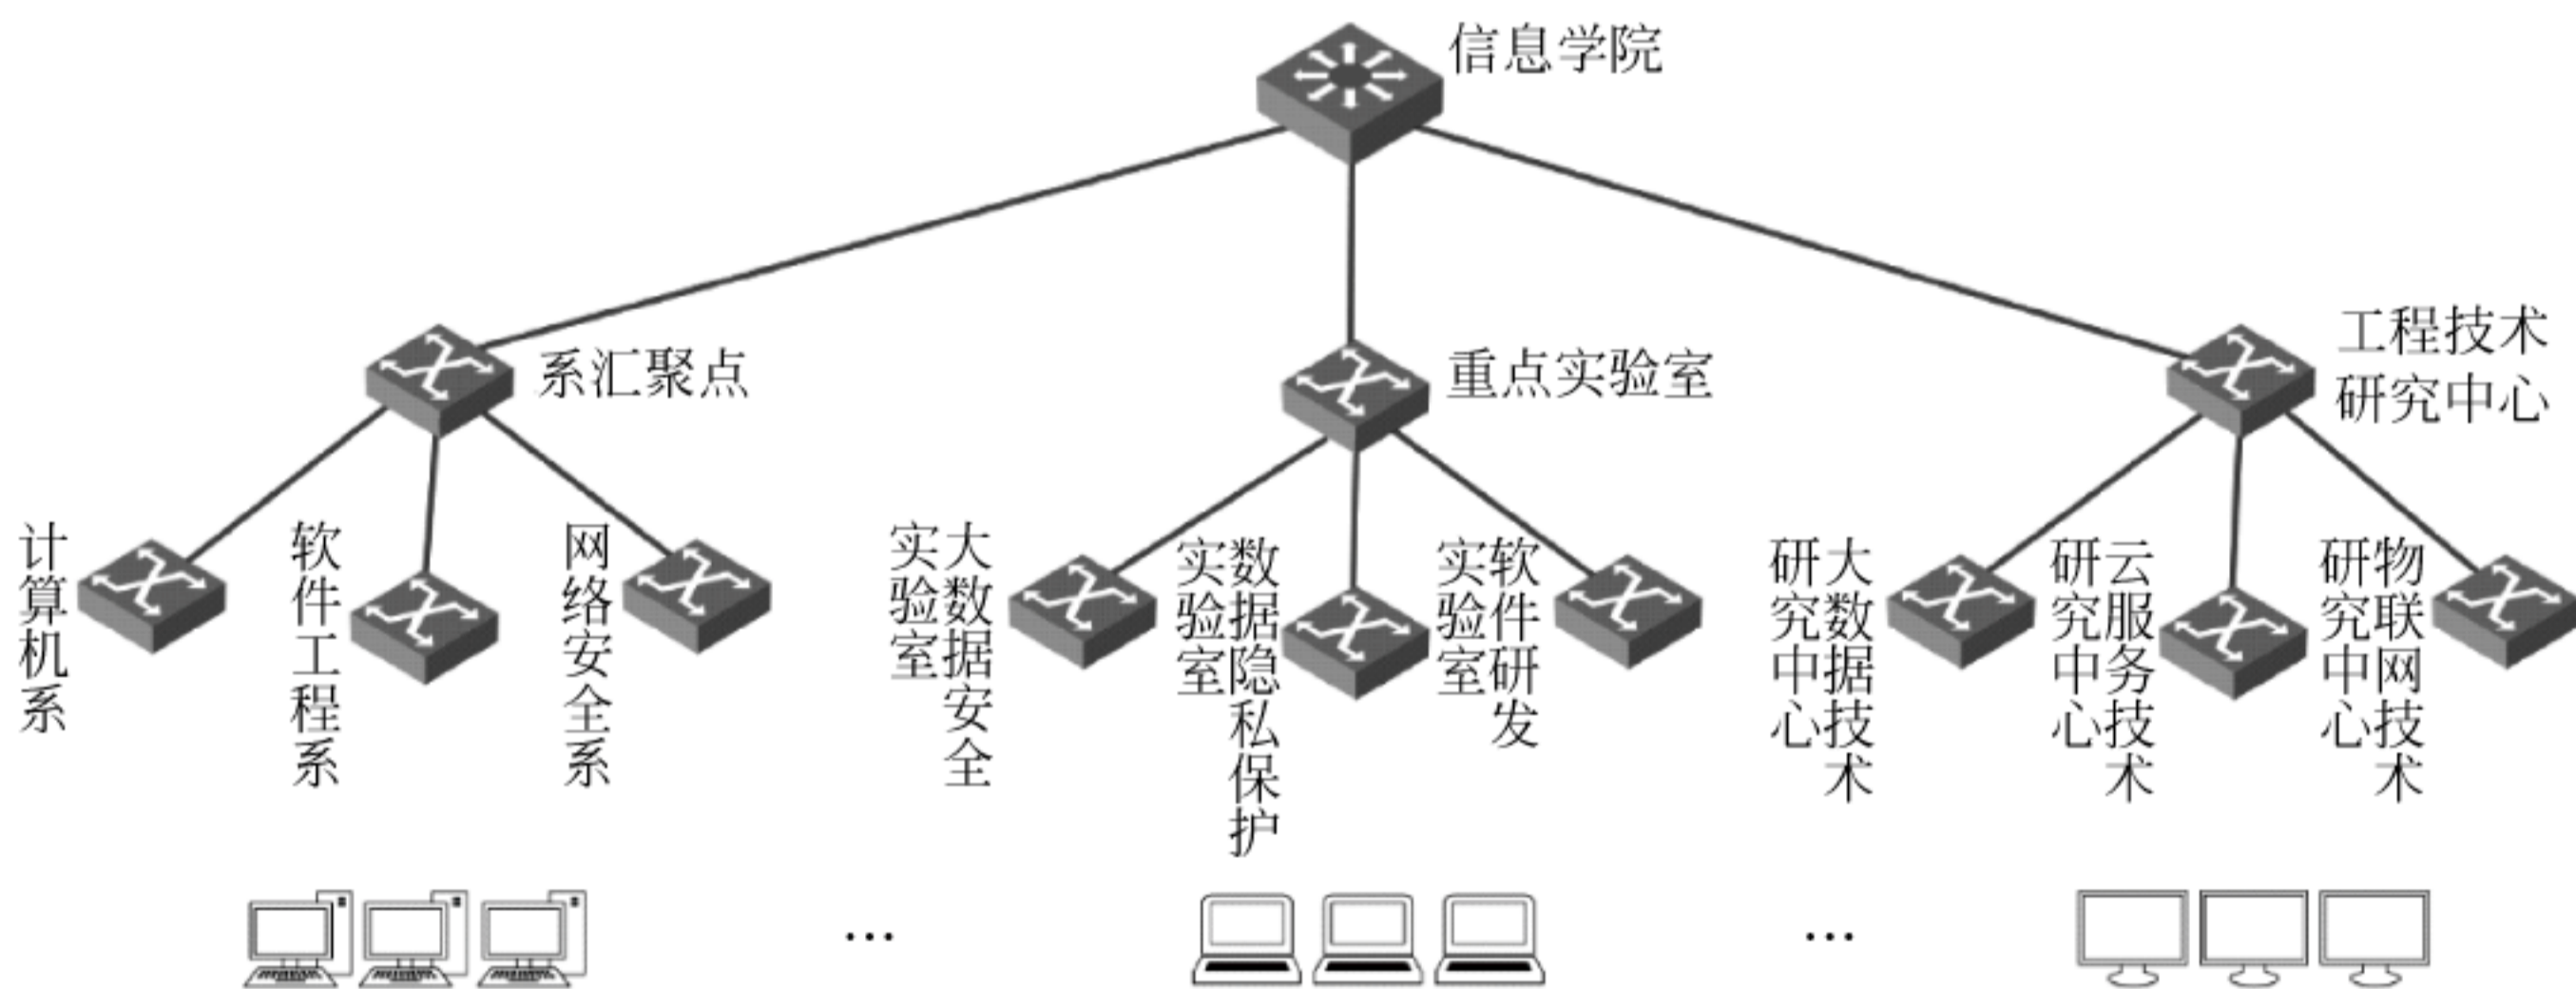 信息学院
系汇聚点
重点实验室
工程技术
研究中心
计算机系
软件工程系
网络安全系
大数据安全
实验室
数据隐私保护
实验室
软件研发
实验室
大数据技术
研究中心
云服务技术
研究中心
物联网技术
研究中心
…
…